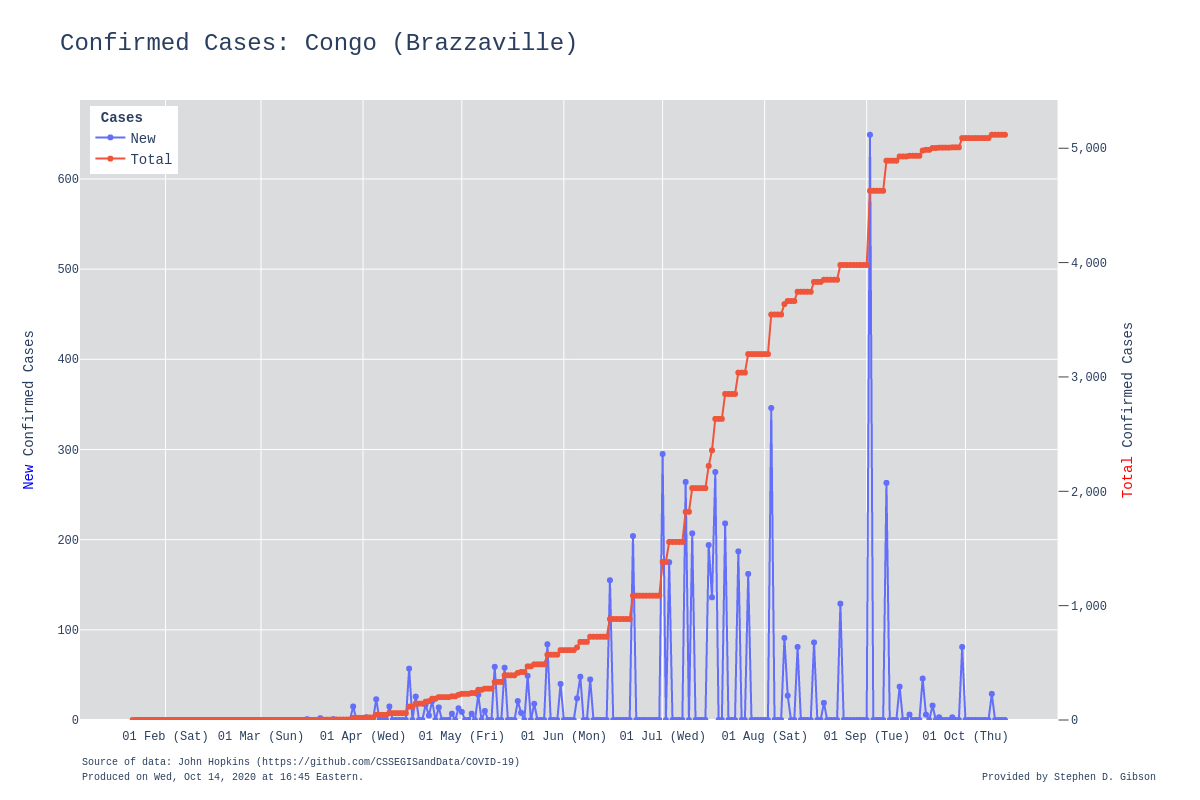 Confirmed Cases: Congo (Brazzaville)
Cases
New
Total
600
500
400
300
200
100
0
5,000
4,000
3,000
2,000
1,000
0
New Confirmed Cases
Total Confirmed Cases
01 Feb (Sat) 01 Mar (Sun) 01 Apr (Wed) 01 May (Fri) 01 Jun (Mon) 01 Jul (Wed) 01 Aug (Sat) 01 Sep (Tue) 01 Oct (Thu)
Source of data: John Hopkins (https://github.com/CSSEGISandData/COVID-19)
Produced on Wed, Oct 14, 2020 at 16:45 Eastern.
Provided by Stephen D. Gibson